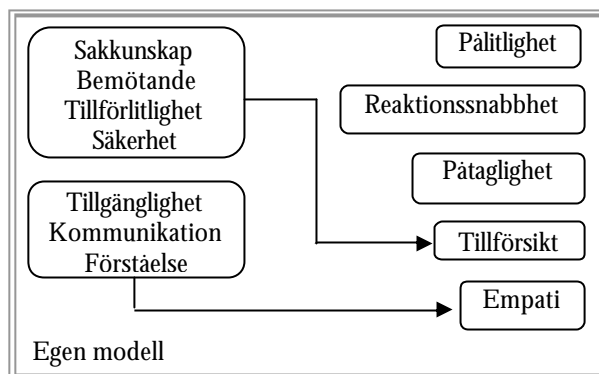 Sakkunskap
Bemötande
Tillförlitlighet
Säkerhet
Tillgänglighet
Kommunikation
Förståelse
Pålitlighet
Reaktionssnabbhet
Påtaglighet
Tillförsikt
Empati
Egen modell